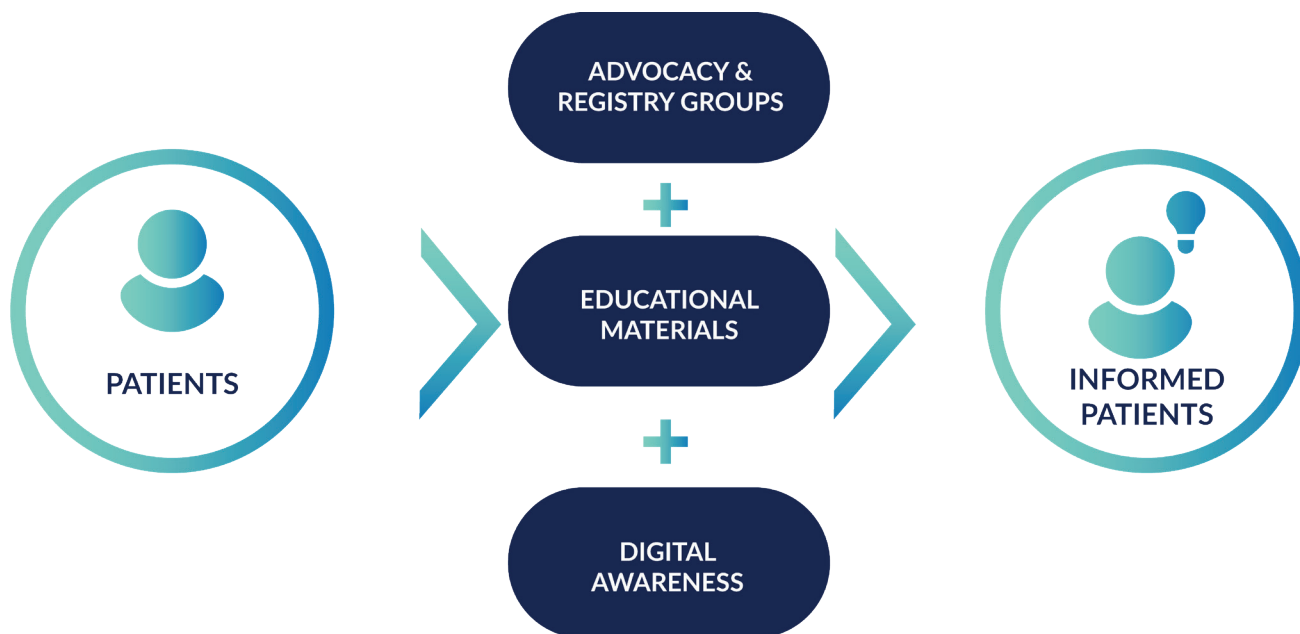 PATIENTS
ADVOCACY &
REGISTRY GROUPS
EDUCATIONAL
MATERIALS
DIGITAL
AWARENESS
INFORMED
PATIENTS